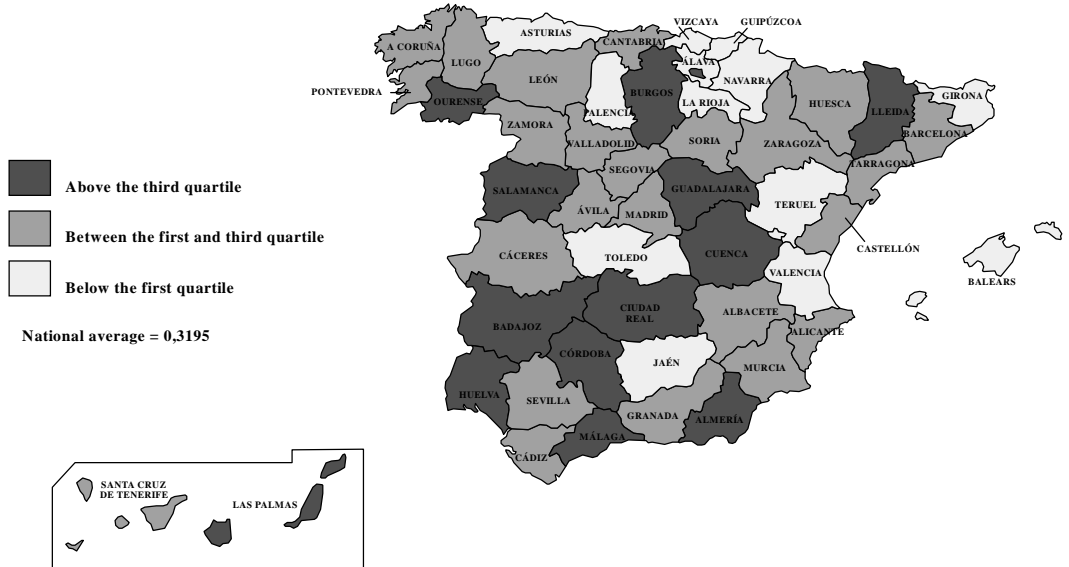 VIZCAYA
GUIPÚZCOA
ASTURIAS
CANTABRIA
A CORUÑA
LUGO
ÁLAVA
NAVARRA
LEÓN
PONTEVEDRA
OURENSE
BURGOS
PALENCIA
LA RIOJA
HUESCA
LLEIDA
GIRONA
BARCELONA
ZAMORA
VALLADOLID
SORIA
ZARAGOZA
TARRAGONA
SEGOVIA
SALAMANCA
GUADALAJARA
TERUEL
ÁVILA
MADRID
CASTELLÓN
CÁCERES
TOLEDO
CUENCA
VALENCIA
BALEARS
Above the third quartile
Between the first and third quartile
Below the first quartile
National average = 0,3195
BADAJOZ
CIUDAD
REAL
ALBACETE
ALICANTE
CÓRDOBA
JAÉN
MURCIA
HUELVA
SEVILLA
GRANADA
ALMERÍA
MÁLAGA
CÁDIZ
SANTA CRUZ
DE TENERIFE
LAS PALMAS